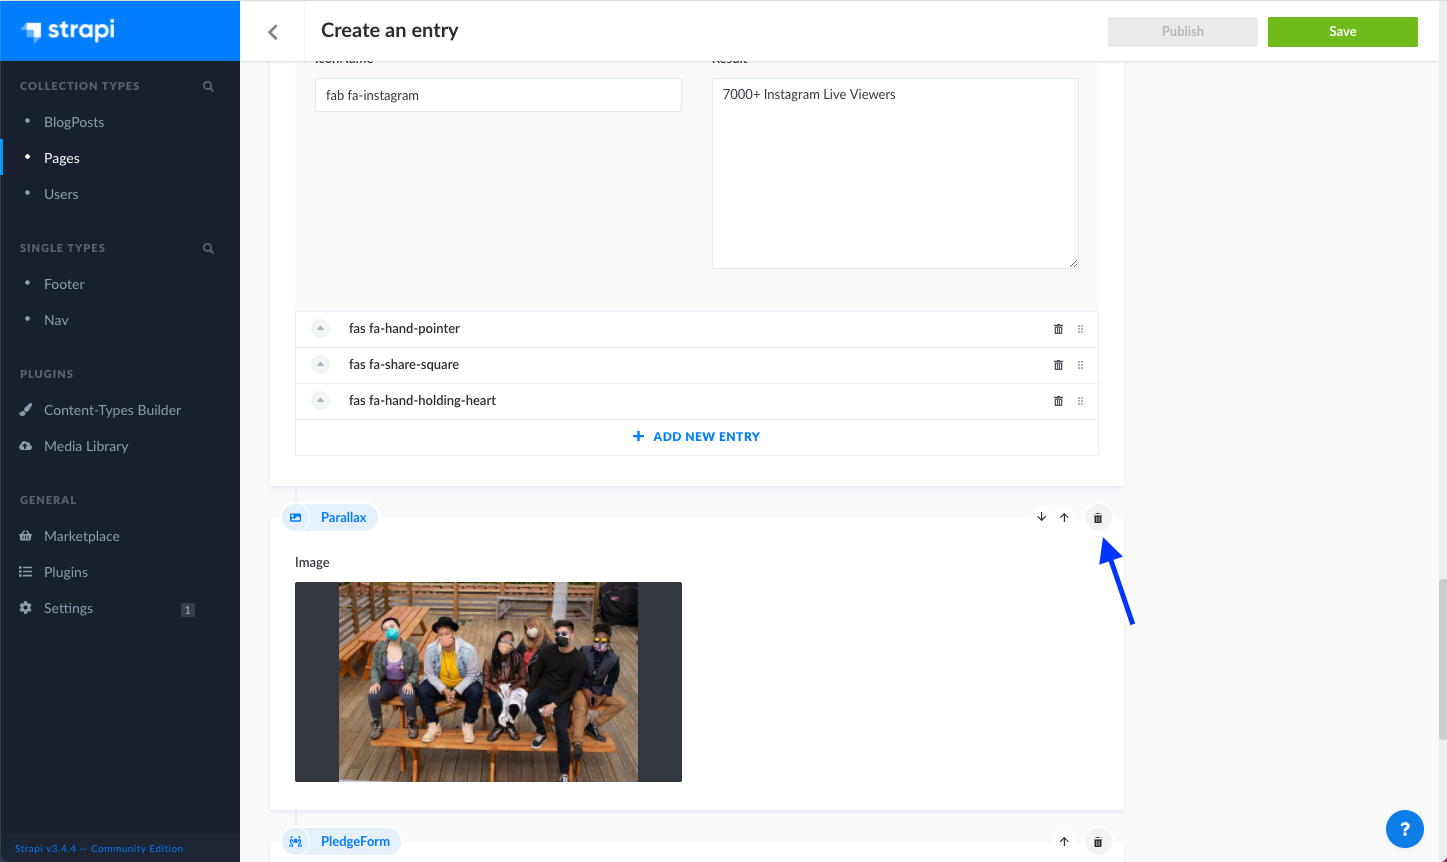 strapi
Create an entry
Publish
Save
COLLECTION TYPES
BlogPosts
Pages
Users
SINGLE TYPES
Footer
Nav
PLUGINS
Content-Types Builder
Media Library
GENERAL
Marketplace
Plugins
Settings
1
Strapi v3.4.4 — Community Edition
IconName
Result
fab fa-instagram
7000+ Instagram Live Viewers
fas fa-hand-pointer
fas fa-share-square
fas fa-hand-holding-heart
+ ADD NEW ENTRY
Parallax
Image
PledgeForm
?